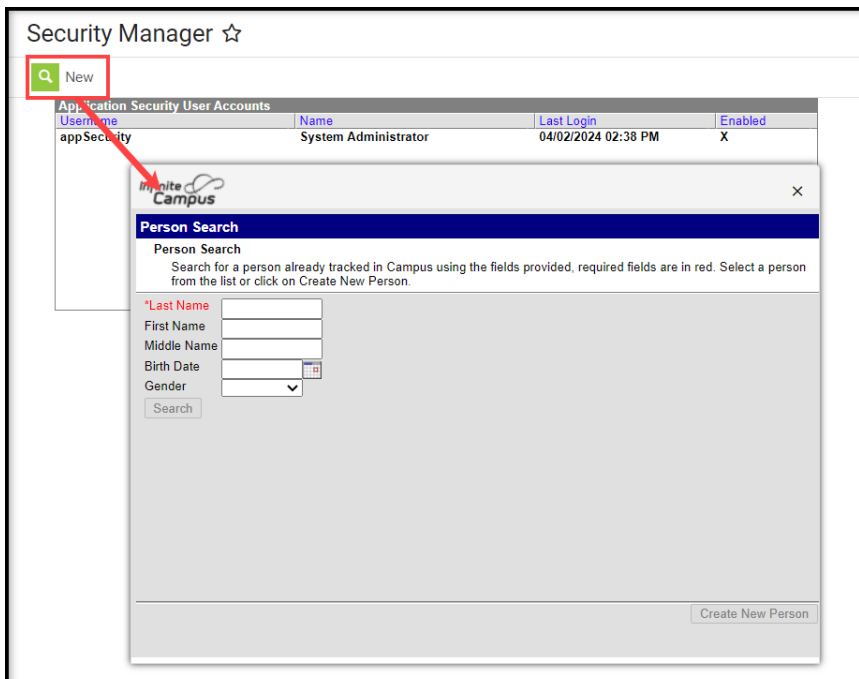 Security Manager
New
Application Security User Accounts
Username Name Last Login Enabled
appSecurity System Administrator 04/02/2024 02:38 PM X
Infinite
Campus
Person Search
Person Search
Search for a person already tracked in Campus using the fields provided, required fields are in red. Select a person
from the list or click on Create New Person.
*Last Name
First Name
Middle Name
Birth Date
Gender
Search
Create New Person